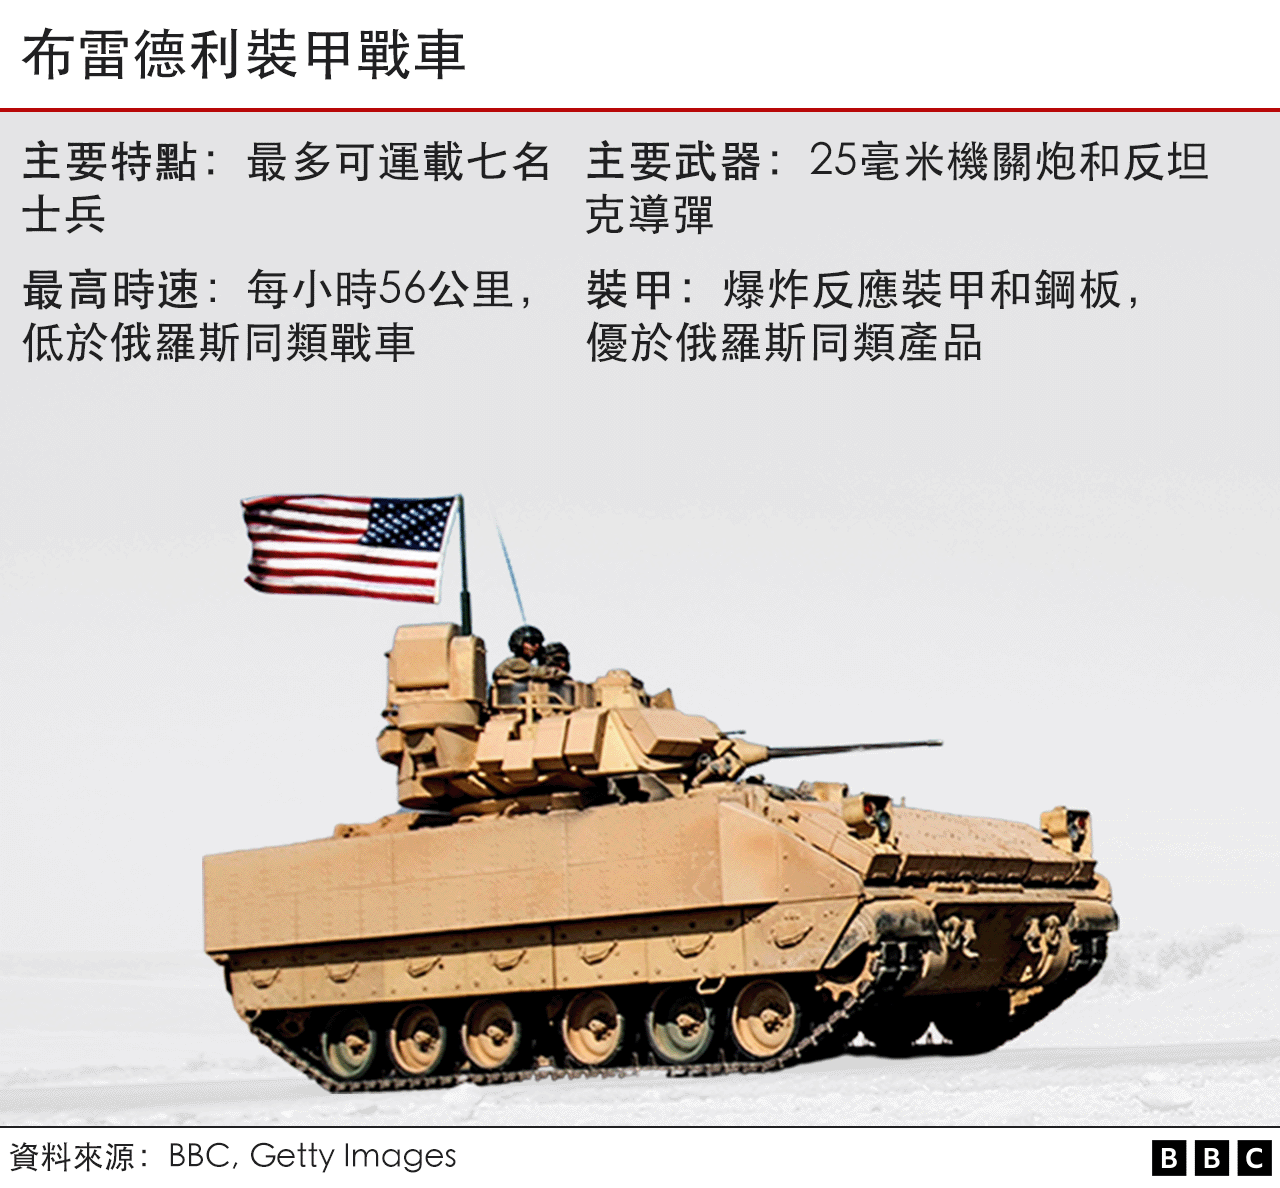 布雷德利裝甲戰車
主要特點：最多可運載七名
士兵
主要武器：25毫米機關炮和反坦
克導彈
最高時速：每小時56公里，
低於俄羅斯同類戰車
裝甲：爆炸反應裝甲和鋼板，
優於俄羅斯同類產品
資料來源：BBC, Getty Images
BBC